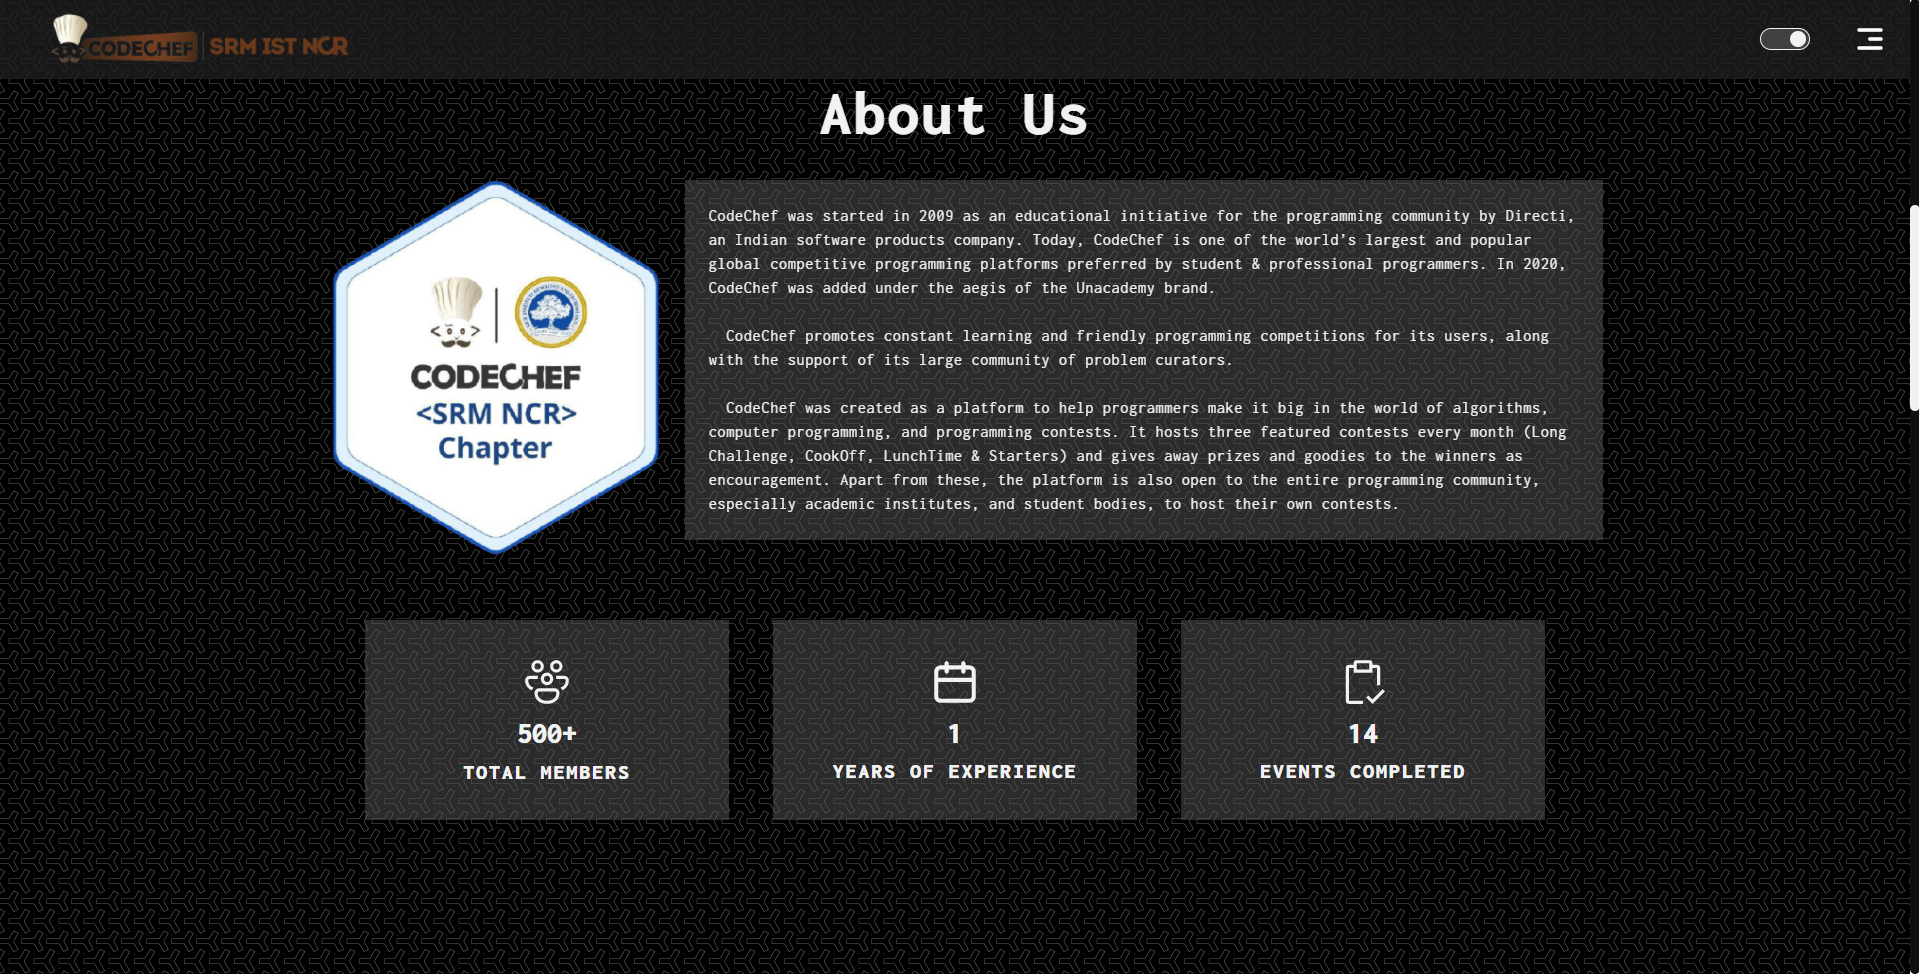 CODECHEF SRM IST NCR
About Us
CodeChef was started in 2009 as an educational initiative for the programming community by Directi,
an Indian software products company. Today, CodeChef is one of the world’s largest and popular
global competitive programming platforms preferred by student & professional programmers. In 2020,
CodeChef was added under the aegis of the Unacademy brand.
CodeChef promotes constant learning and friendly programming competitions for its users, along
with the support of its large community of problem curators.
CodeChef was created as a platform to help programmers make it big in the world of algorithms,
computer programming, and programming contests. It hosts three featured contests every month (Long
Challenge, CookOff, LunchTime & Starters) and gives away prizes and goodies to the winners as
encouragement. Apart from these, the platform is also open to the entire programming community,
especially academic institutes, and student bodies, to host their own contests.
CODECHEF
<SRM NCR>
Chapter
500+
TOTAL MEMBERS
1
YEARS OF EXPERIENCE
14
EVENTS COMPLETED